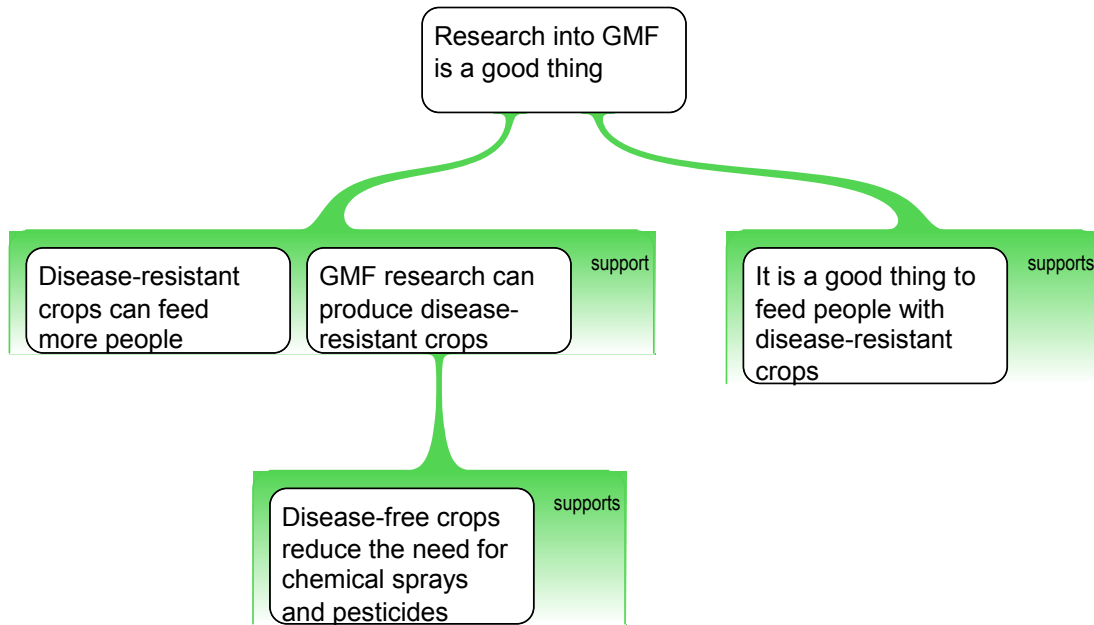 Research into GMF
is a good thing
Disease-resistant
crops can feed
more people
GMF research can
produce disease-
resistant crops
support
It is a good thing to
feed people with
disease-resistant
crops
supports
Disease-free crops
reduce the need for
chemical sprays
and pesticides
supports